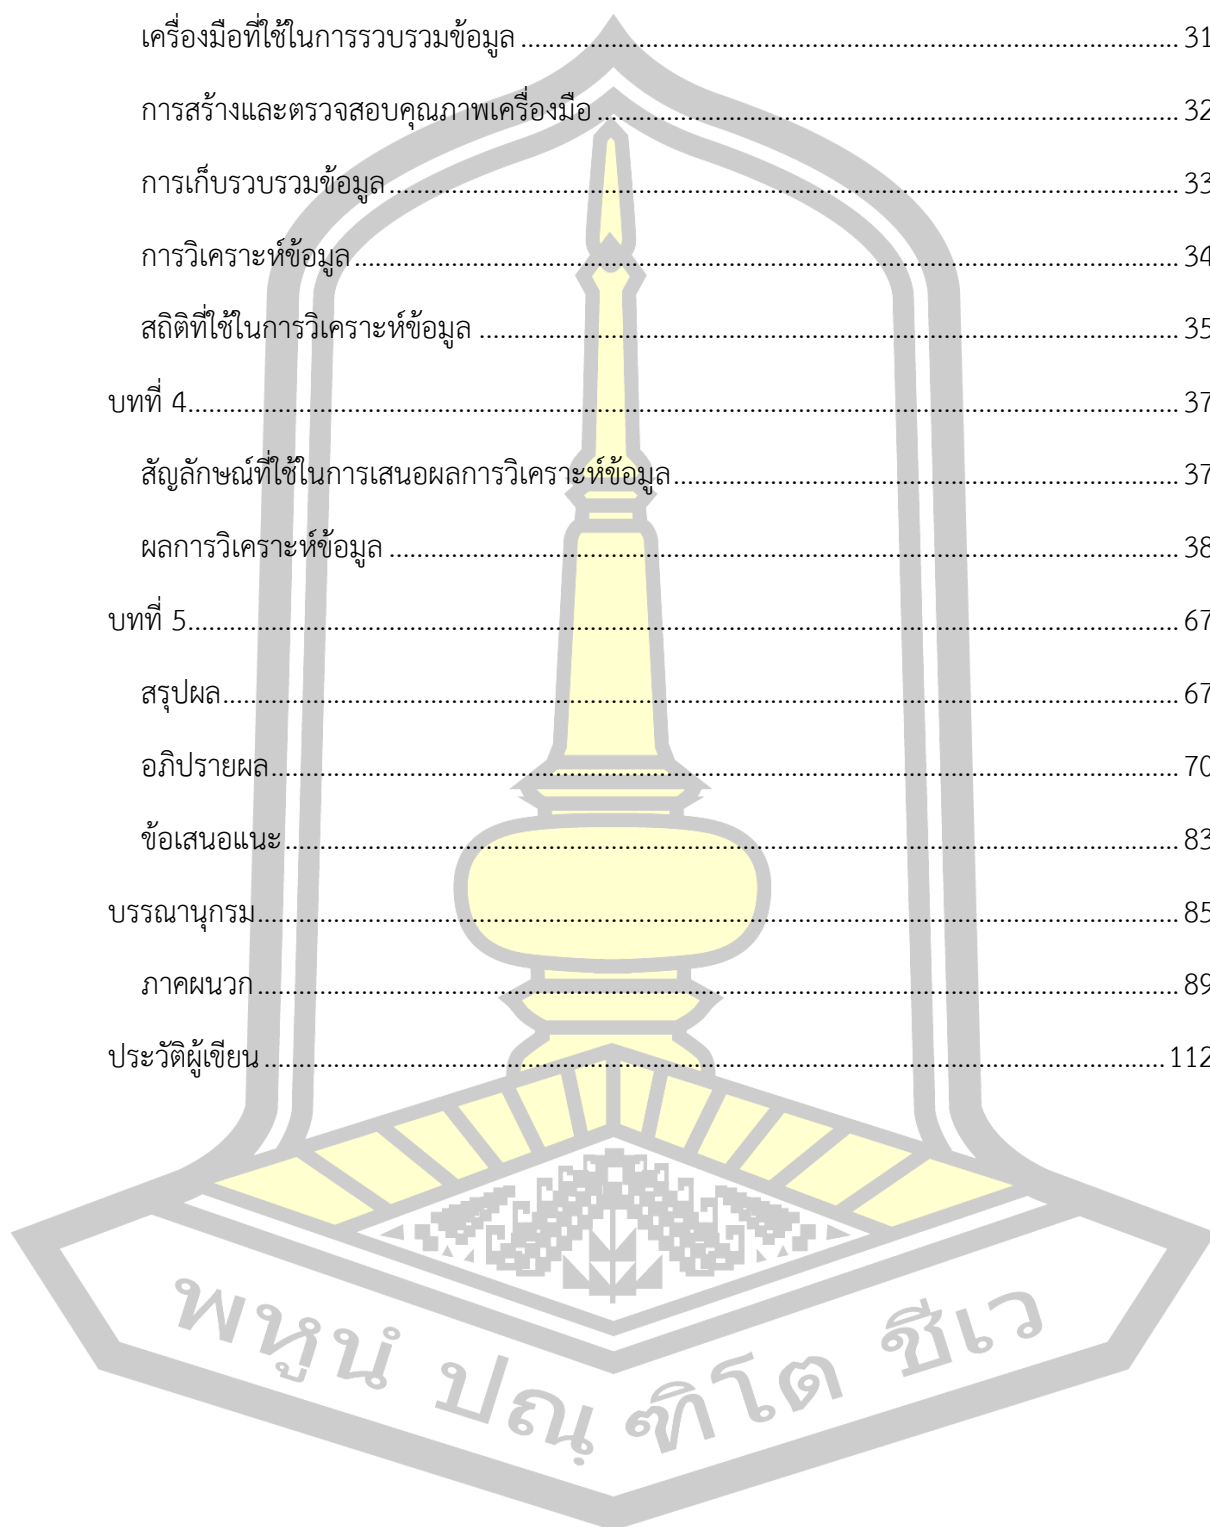 เครื่องมือที่ใช้ในการรวบรวมข้อมูล ........................................ 31
การสร้างและตรวจสอบคุณภาพเครื่องมือ ........................................ 32
การเก็บรวบรวมข้อมูล ........................................ 33
การวิเคราะห์ข้อมูล ........................................ 34
สถิติที่ใช้ในการวิเคราะห์ข้อมูล ........................................ 35
บทที่ 4 ........................................ 37
สัญลักษณ์ที่ใช้ในการเสนอผลการวิเคราะห์ข้อมูล ........................................ 37
ผลการวิเคราะห์ข้อมูล ........................................ 38
บทที่ 5 ........................................ 67
สรุปผล ........................................ 67
อภิปรายผล ........................................ 70
ข้อเสนอแนะ ........................................ 83
บรรณานุกรม ........................................ 85
ภาคผนวก ........................................ 89
ประวัติผู้เขียน ........................................ 112
พหูนํ ปณฺฑิโต ชีเว